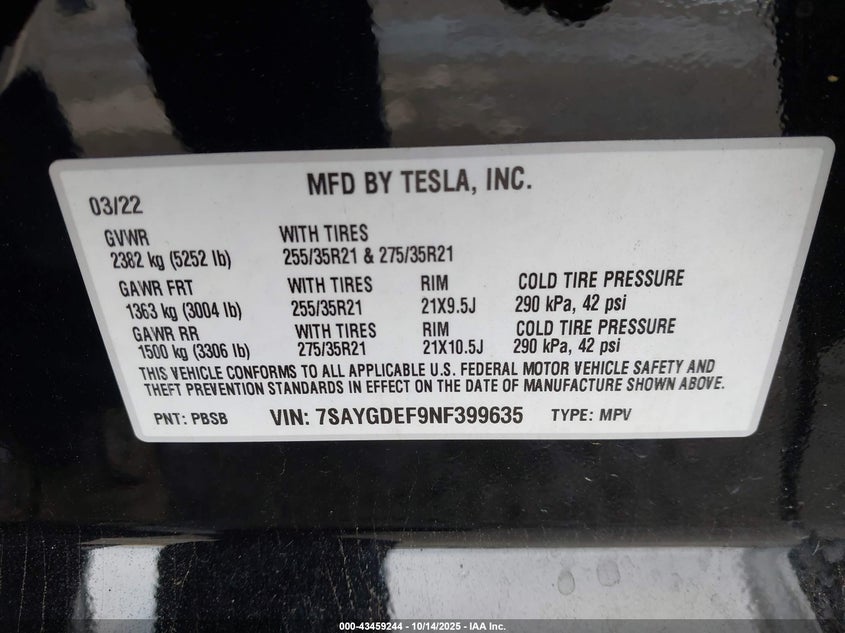 MFD BY TESLA, INC.
03/22
GVWR WITH TIRES
2382 kg (5252 lb) 255/35R21 & 275/35R21
GAWR FRT WITH TIRES RIM COLD TIRE PRESSURE
1363 kg (3004 lb) 255/35R21 21X9.5J 290 kPa, 42 psi
GAWR RR WITH TIRES RIM COLD TIRE PRESSURE
1500 kg (3306 lb) 275/35R21 21X10.5J 290 kPa, 42 psi
THIS VEHICLE CONFORMS TO ALL APPLICABLE U.S. FEDERAL MOTOR VEHICLE SAFETY AND
THEFT PREVENTION STANDARDS IN EFFECT ON THE DATE OF MANUFACTURE SHOWN ABOVE.
PNT: PBSB VIN: 7SAYGDEF9NF399635 TYPE: MPV
000-43459244 - 10/14/2025 - IAA Inc.